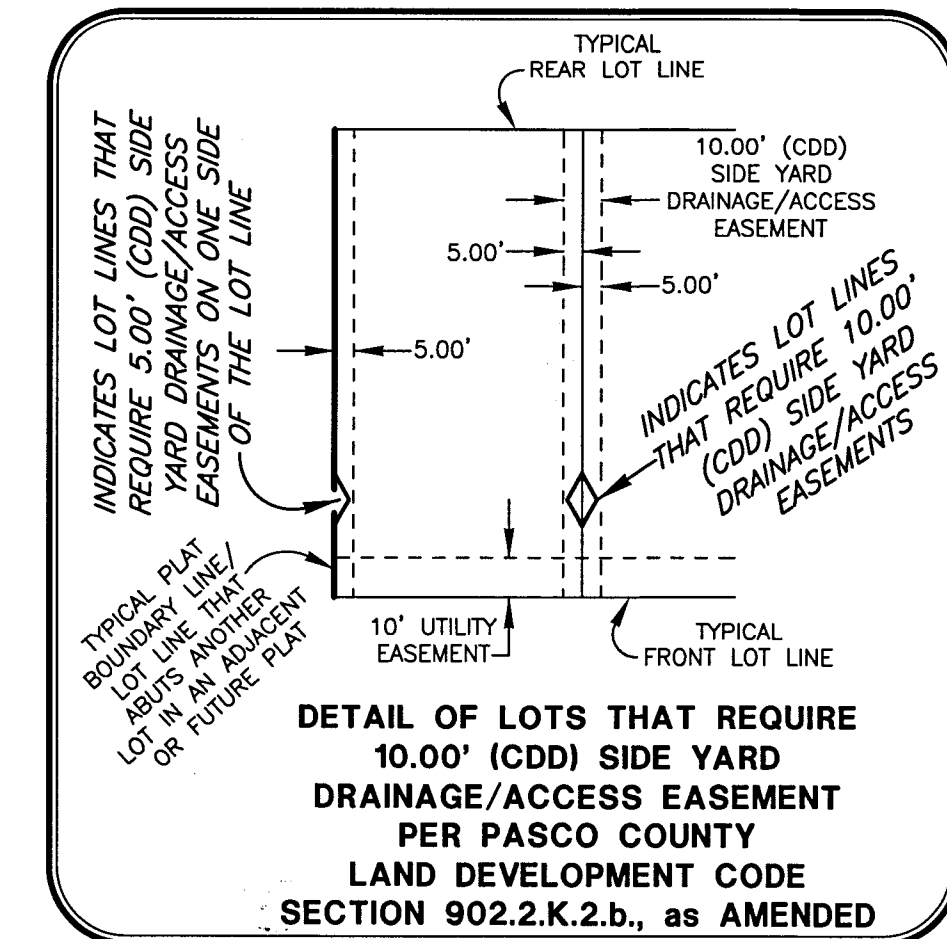 TYPICAL
REAR LOT LINE
INDICATES LOT LINES THAT
REQUIRE 5.00' (CDD) SIDE
YARD DRAINAGE/ACCESS
EASEMENTS ON ONE SIDE
OF THE LOT LINE
10.00' (CDD)
SIDE YARD
DRAINAGE/ACCESS
EASEMENT
5.00'
5.00'
5.00'
INDICATES LOT LINES
THAT REQUIRE 10.00'
(CDD) SIDE YARD
DRAINAGE/ACCESS
EASEMENTS
TYPICAL PLAT
BOUNDARY LINE/
LOT LINE THAT
ABUTS ANOTHER
LOT IN AN ADJACENT
OR FUTURE PLAT
10' UTILITY
EASEMENT
TYPICAL
FRONT LOT LINE
DETAIL OF LOTS THAT REQUIRE
10.00' (CDD) SIDE YARD
DRAINAGE/ACCESS EASEMENT
PER PASCO COUNTY
LAND DEVELOPMENT CODE
SECTION 902.2.K.2.b., as AMENDED